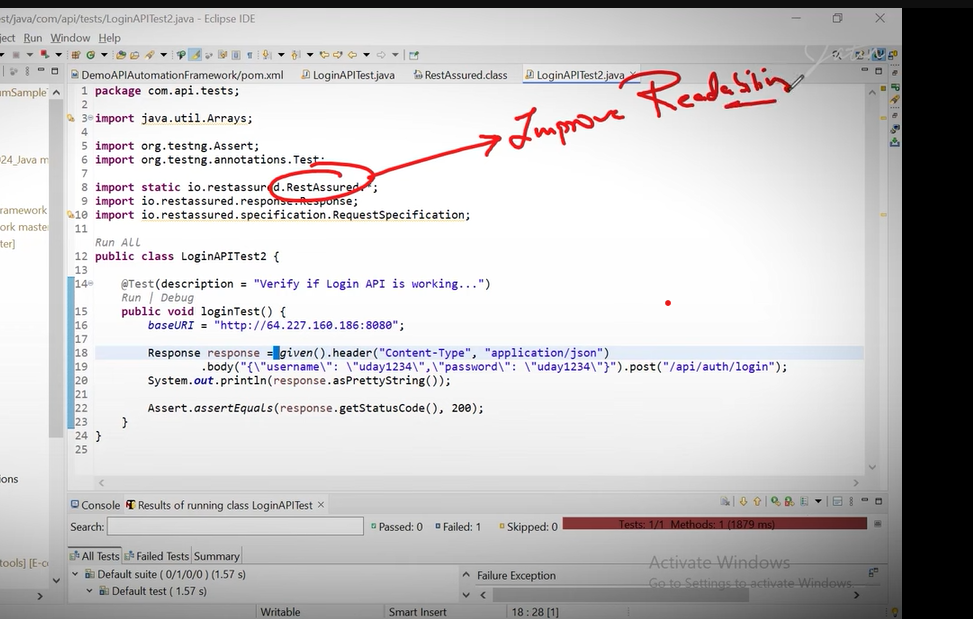 est/java/com/api/tests/LoginAPITest2.java - Eclipse IDE
ject Run Window Help
DemoAPIAutomationFramework/pom.xml LoginAPITest.java RestAssured.class LoginAPITest2.java
Improve Readability
1 package com.api.tests;
2
3 import java.util.Arrays;
4
5 import org.testng.Assert;
6 import org.testng.annotations.Test;
7
8 import static io.restassured.RestAssured.*;
9 import io.restassured.response.Response;
10 import io.restassured.specification.RequestSpecification;
11
Run All
12 public class LoginAPITest2 {
13
14 @Test(description = "Verify if Login API is working...")
Run | Debug
15 public void loginTest() {
16 baseURI = "http://64.227.160.186:8080";
17
18 Response response = given().header("Content-Type", "application/json")
19 .body("{\"username\": \"uday1234\",\"password\": \"uday1234\"}").post("/api/auth/login");
20 System.out.println(response.asPrettyString());
21
22 Assert.assertEquals(response.getStatusCode(), 200);
23 }
24 }
25
umSample]
024_Java m
ramework
ork maste
ter]
ions
tools] [E-c
Console Results of running class LoginAPITest
Search: Passed: 0 Failed: 1 Skipped: 0 Tests: 1/1 Methods: 1 (1879 ms)
All Tests Failed Tests Summary
Default suite ( 0/1/0/0 ) (1.57 s) Failure Exception
Default test ( 1.57 s)
Activate Windows
Go to Settings to activate Windows.
Writable Smart Insert 18 : 28 [1]